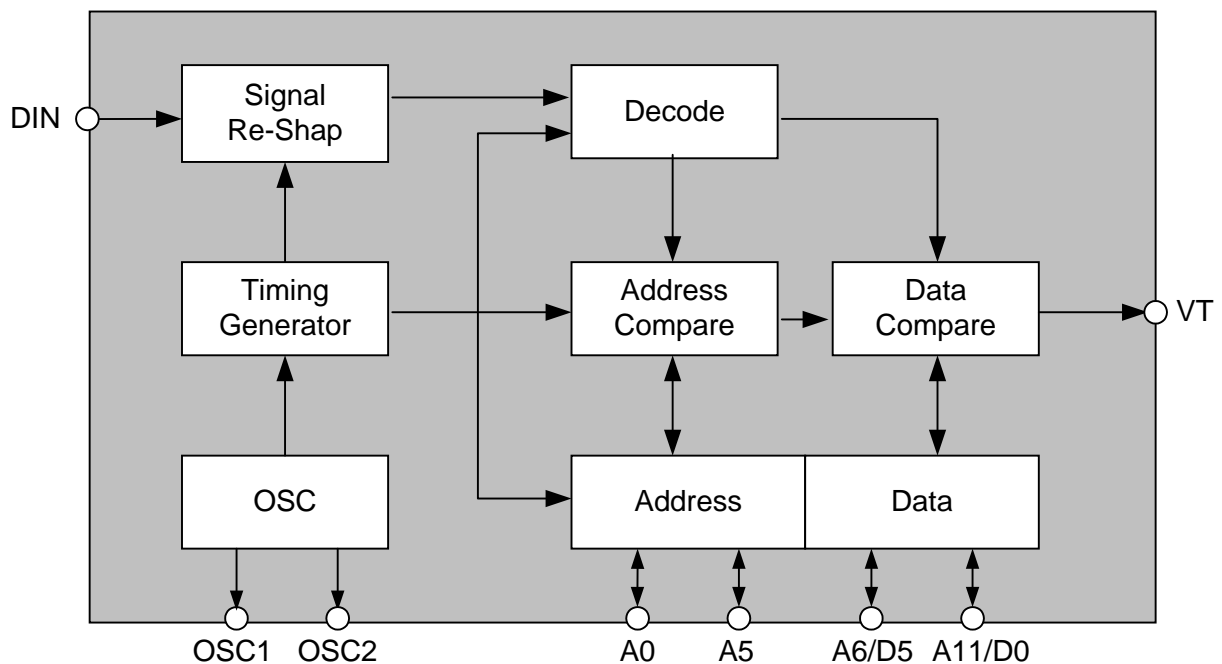 Signal
Re-Shap
Decode
DIN
Timing
Generator
Address
Compare
Data
Compare
VT
OSC
Address
Data
OSC1
OSC2
A0
A5
A6/D5
A11/D0